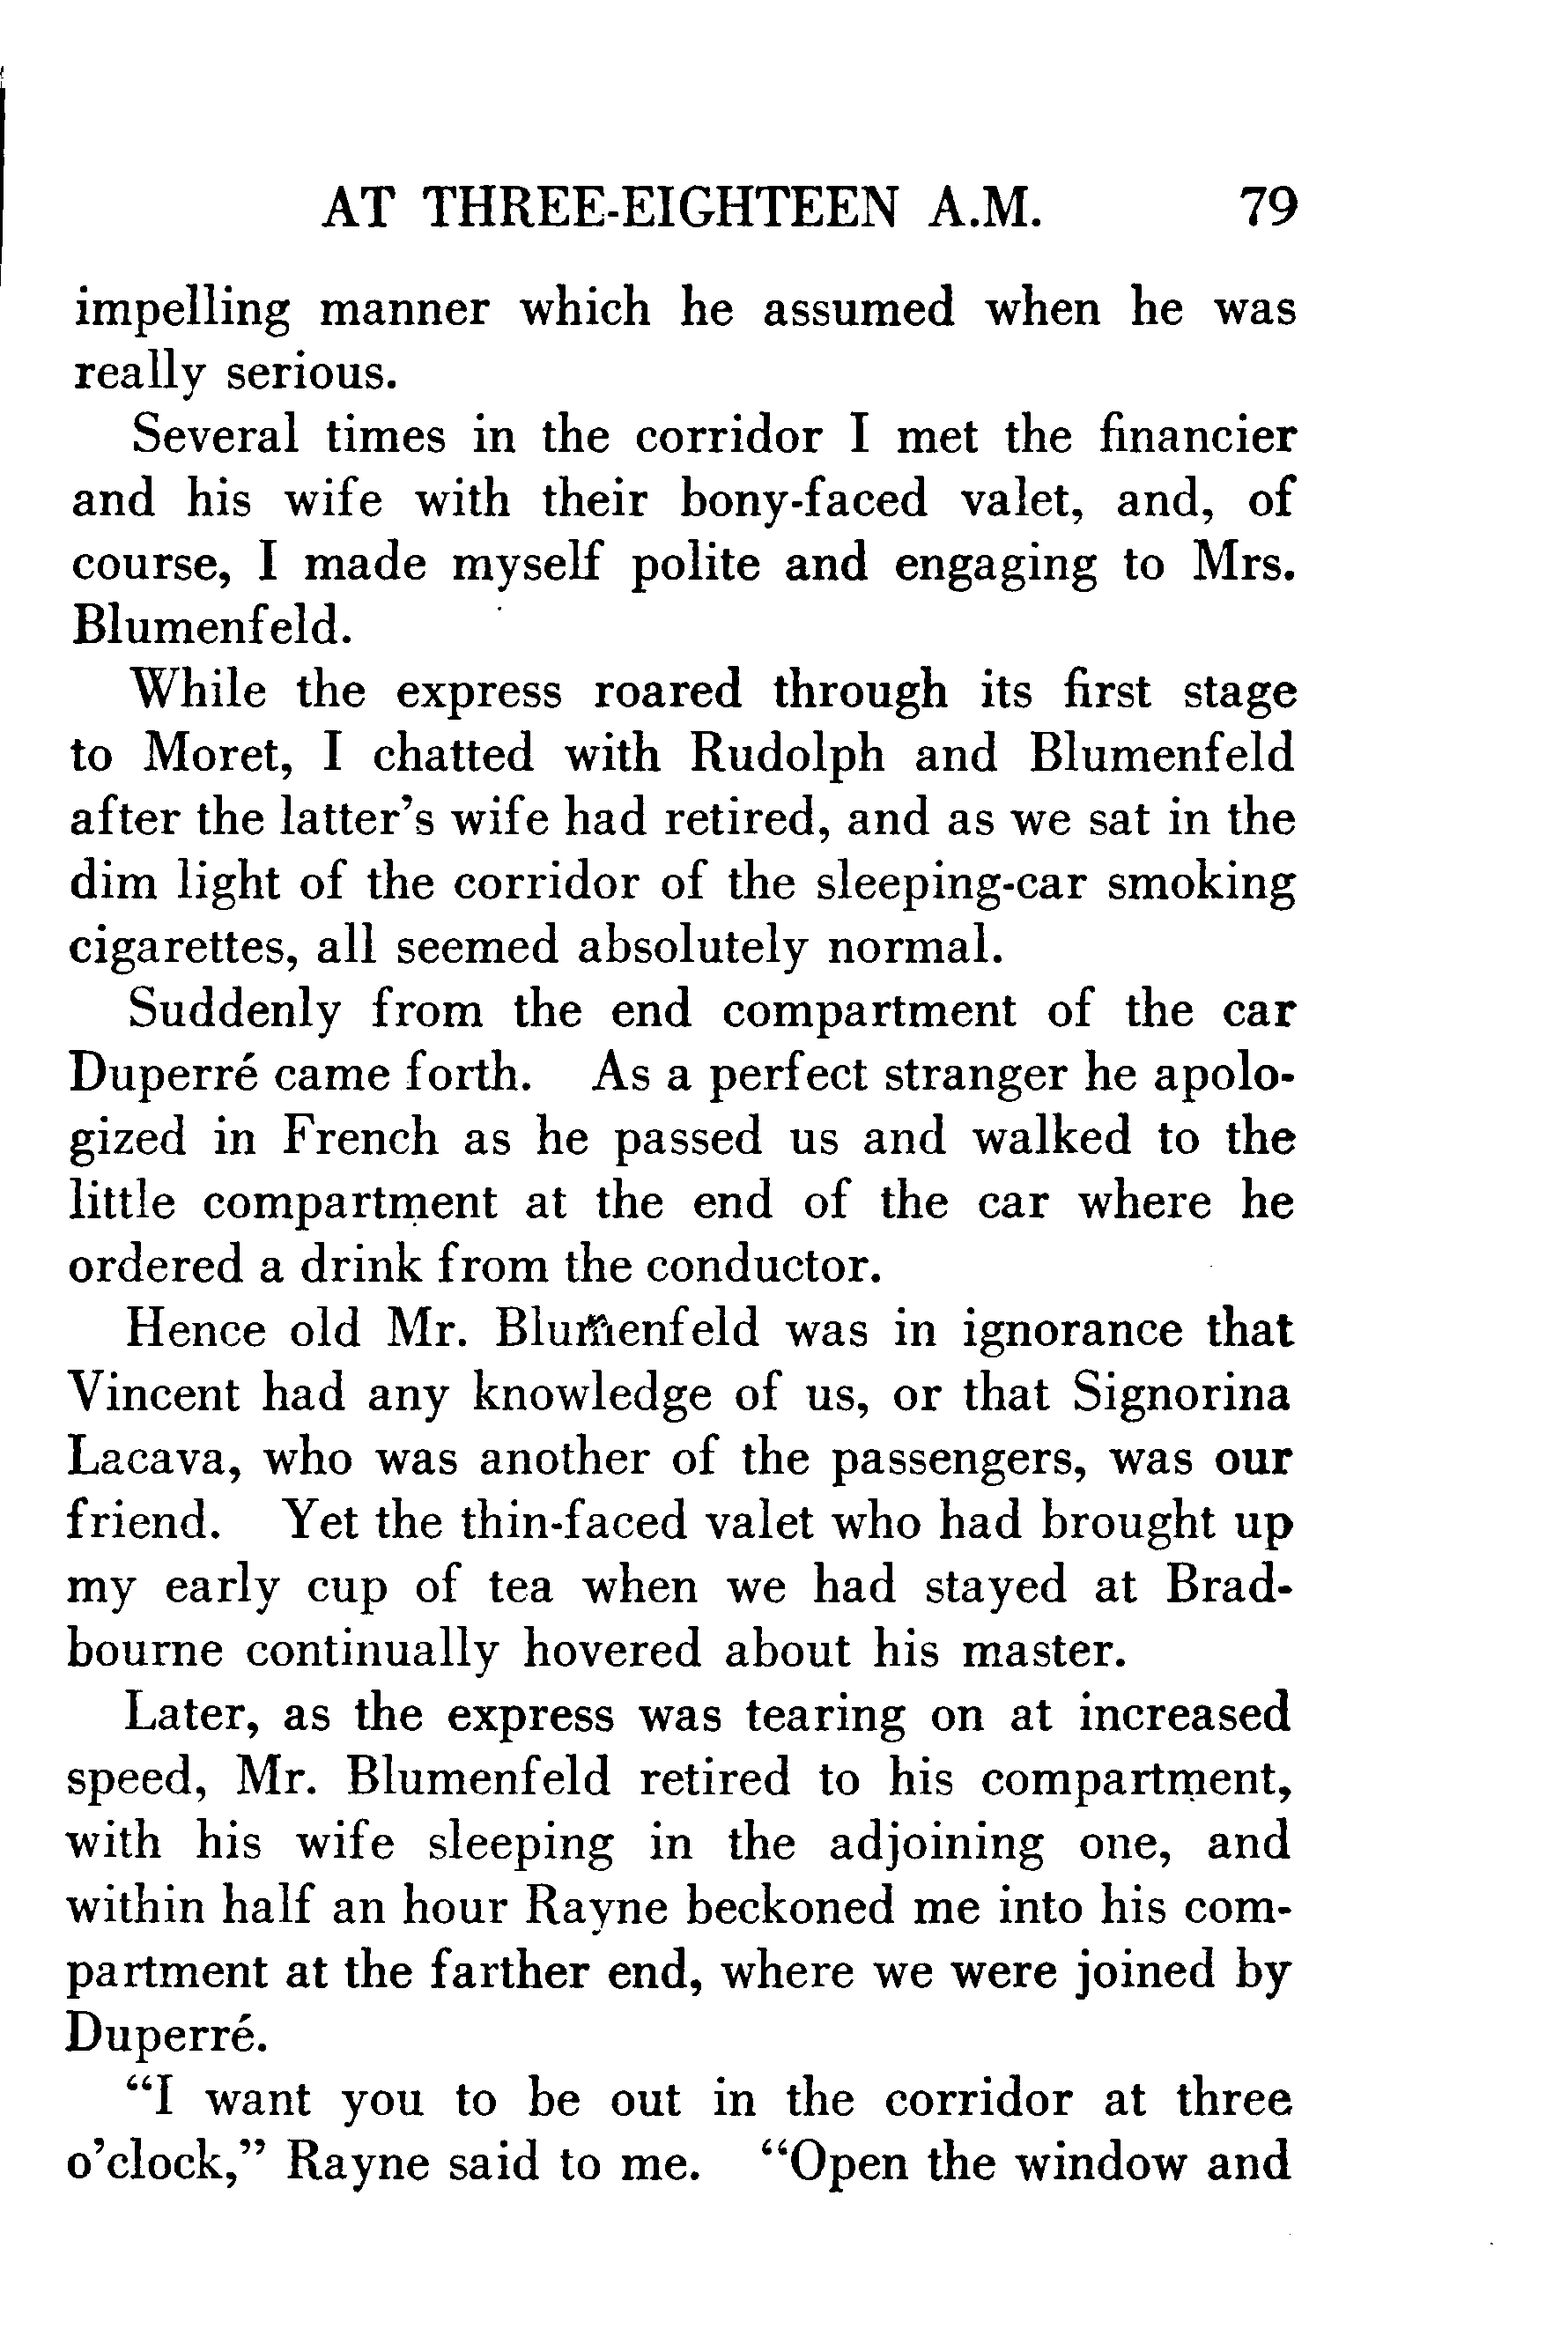 AT THREE-EIGHTEEN A.M. 79
impelling manner which he assumed when he was
really serious.
Several times in the corridor I met the financier
and his wife with their bony-faced valet, and, of
course, I made myself polite and engaging to Mrs.
Blumenfeld.
While the express roared through its first stage
to Moret, I chatted with Rudolph and Blumenfeld
after the latter's wife had retired, and as we sat in the
dim light of the corridor of the sleeping-car smoking
cigarettes, all seemed absolutely normal.
Suddenly from the end compartment of the car
Duperré came forth. As a perfect stranger he apolo-
gized in French as he passed us and walked to the
little compartment at the end of the car where he
ordered a drink from the conductor.
Hence old Mr. Blumenfeld was in ignorance that
Vincent had any knowledge of us, or that Signorina
Lacava, who was another of the passengers, was our
friend. Yet the thin-faced valet who had brought up
my early cup of tea when we had stayed at Brad-
bourne continually hovered about his master.
Later, as the express was tearing on at increased
speed, Mr. Blumenfeld retired to his compartment,
with his wife sleeping in the adjoining one, and
within half an hour Rayne beckoned me into his com-
partment at the farther end, where we were joined by
Duperré.
“I want you to be out in the corridor at three
o'clock,” Rayne said to me. “Open the window and